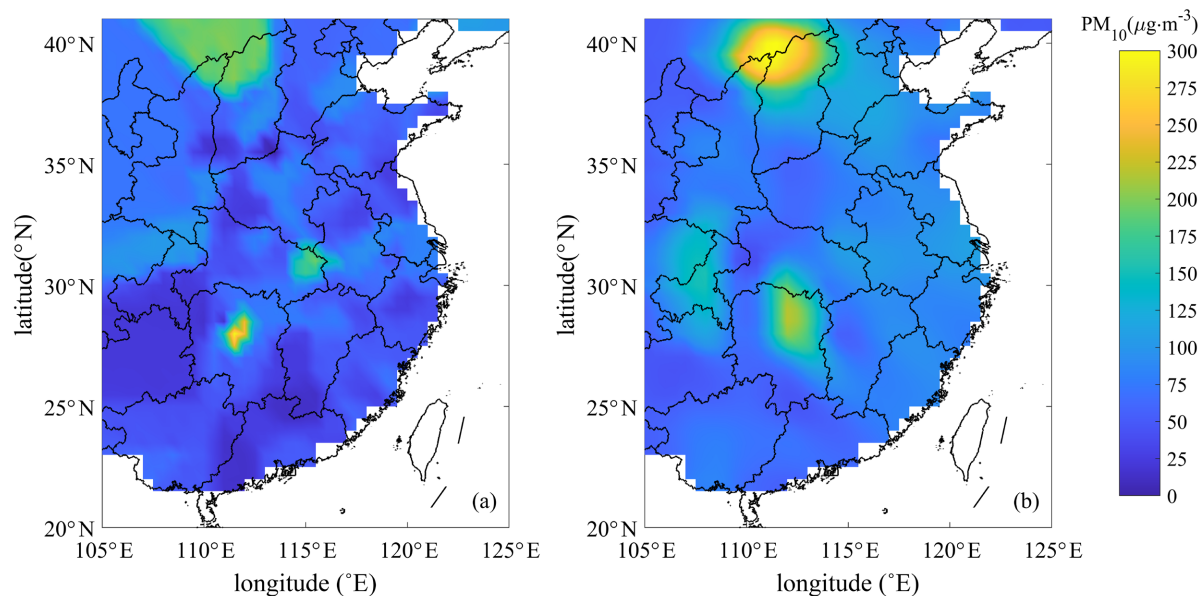 PM10(μg·m-3)
40°N
35°N
30°N
25°N
20°N
latitude(°N)
105°E 110°E 115°E 120°E 125°E
longitude (°E)
(a)
40°N
35°N
30°N
25°N
20°N
latitude(°N)
105°E 110°E 115°E 120°E 125°E
longitude (°E)
(b)
300
275
250
225
200
175
150
125
100
75
50
25
0